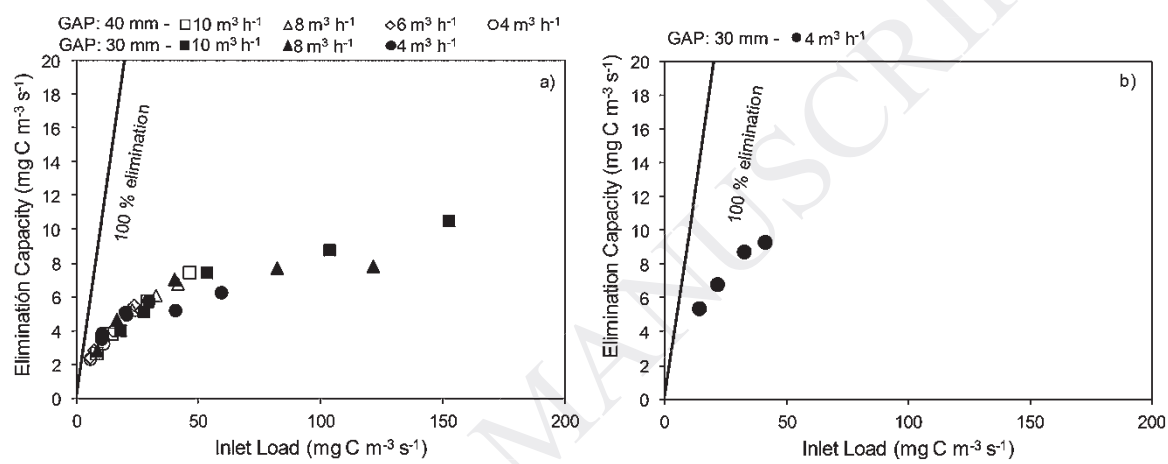 GAP: 40 mm - □ 10 m³ h⁻¹ △ 8 m³ h⁻¹ ◇ 6 m³ h⁻¹ ○ 4 m³ h⁻¹
GAP: 30 mm - ■ 10 m³ h⁻¹ ▲ 8 m³ h⁻¹ ● 4 m³ h⁻¹
Elimination Capacity (mg C m⁻³ s⁻¹)
20
18
16
14
12
10
8
6
4
2
0
100 % elimination
a)
0 50 100 150 200
Inlet Load (mg C m⁻³ s⁻¹)
GAP: 30 mm - ● 4 m³ h⁻¹
Elimination Capacity (mg C m⁻³ s⁻¹)
20
18
16
14
12
10
8
6
4
2
0
100 % elimination
b)
0 50 100 150 200
Inlet Load (mg C m⁻³ s⁻¹)
MANUSCRI